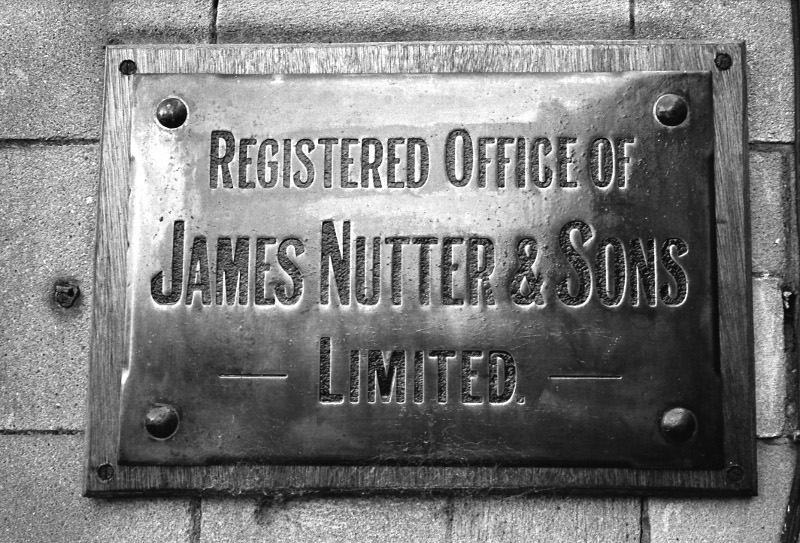 REGISTERED OFFICE OF
JAMES NUTTER & SONS
— LIMITED. —